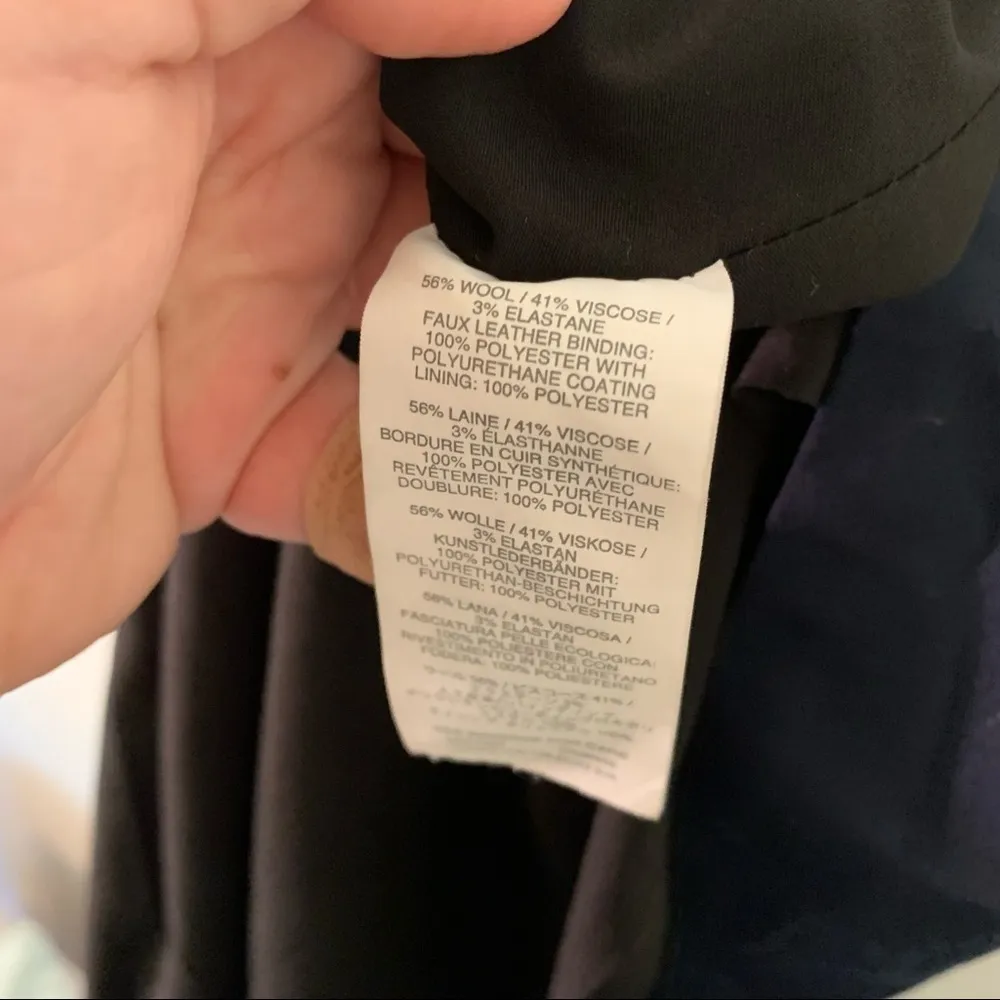 56% WOOL / 41% VISCOSE /
3% ELASTANE
FAUX LEATHER BINDING:
100% POLYESTER WITH
POLYURETHANE COATING
LINING: 100% POLYESTER
56% LAINE / 41% VISCOSE /
3% ÉLASTHANNE
BORDURE EN CUIR SYNTHÉTIQUE:
100% POLYESTER AVEC
REVÊTEMENT POLYURÉTHANE
DOUBLURE: 100% POLYESTER
56% WOLLE / 41% VISKOSE /
3% ELASTAN
KUNSTLEDERBÄNDER:
100% POLYESTER MIT
POLYURETHAN-BESCHICHTUNG
FUTTER: 100% POLYESTER
56% LANA / 41% VISCOSA /
3% ELASTAN
FASCIATURA PELLE ECOLOGICA:
100% POLIESTERE CON
RIVESTIMENTO IN POLIURETANO
FODERA: 100% POLIESTERE